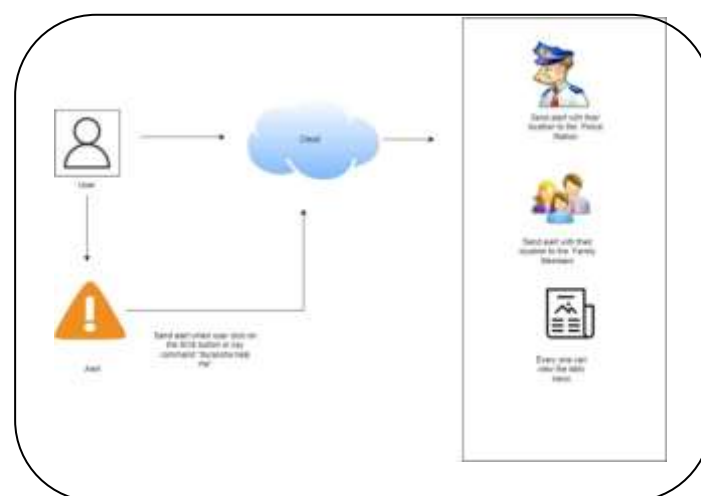 Send alert with their
location to the Police
Station
Cloud
User
Send alert with their
location to the Family
Members
Send alert when user click on
the SOS button or say
command "help
me"
Alert
Every one can
view the
news